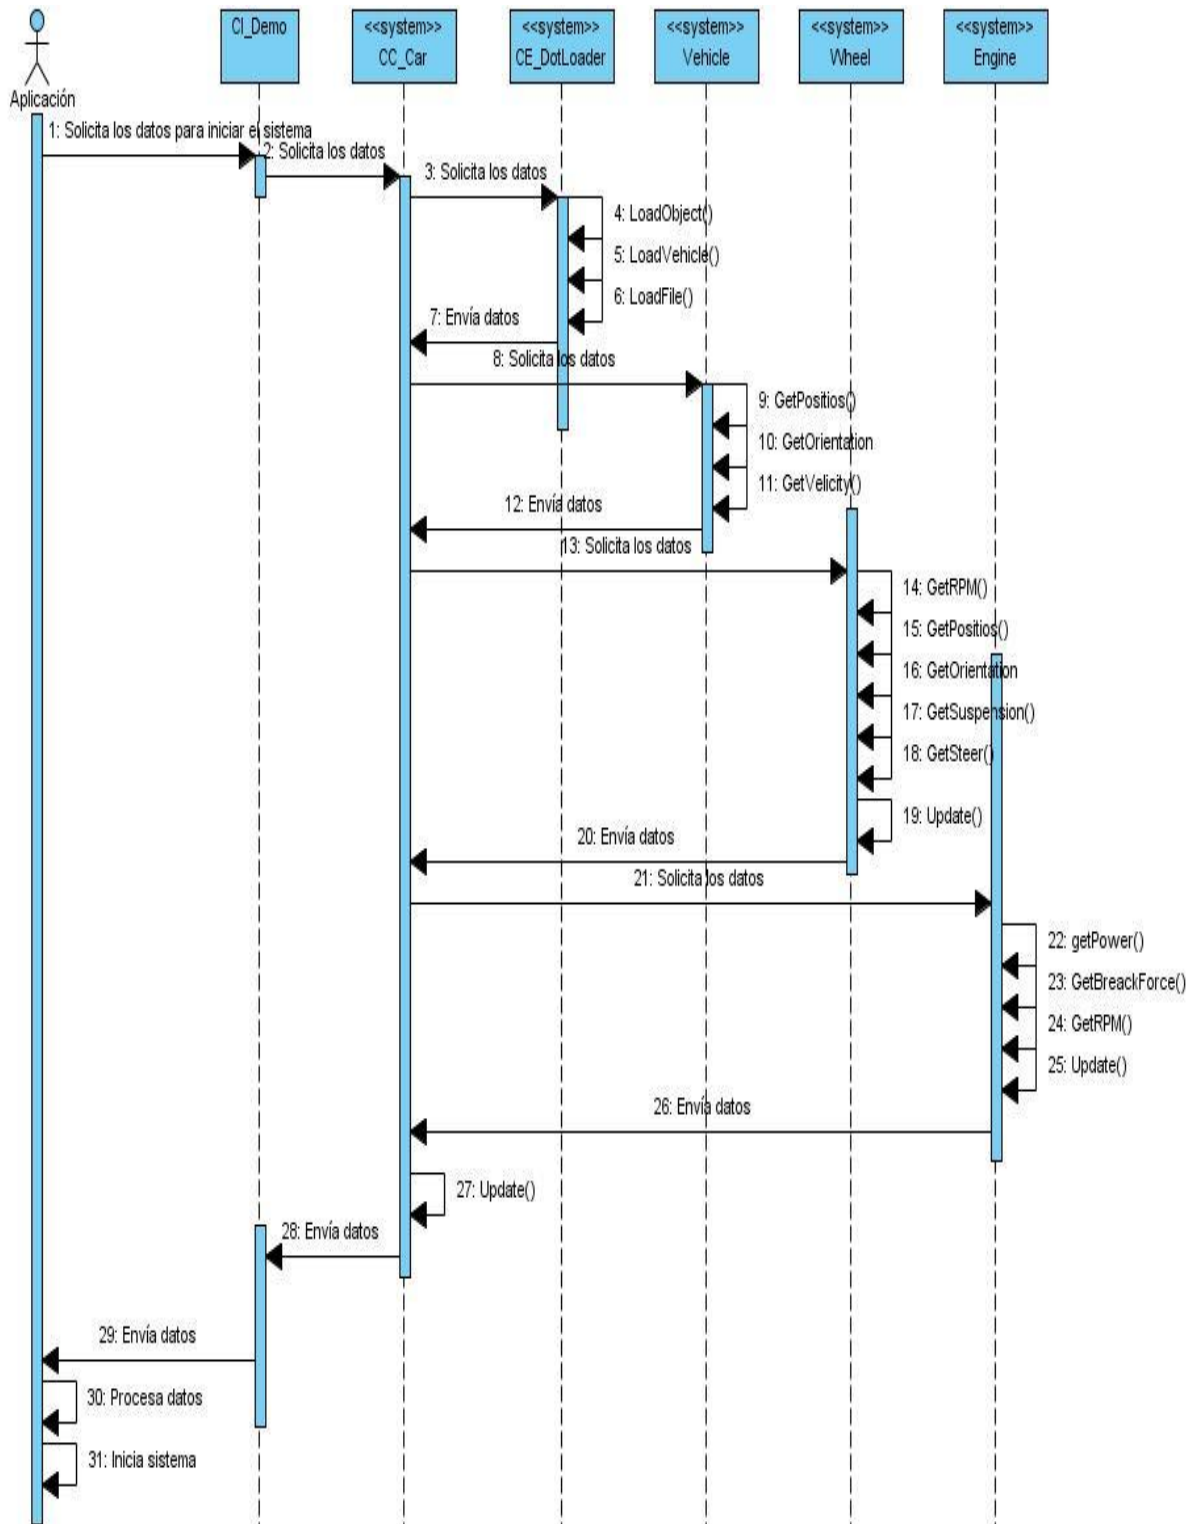 CI_Demo
<<system>>
CC_Car
<<system>>
CE_DotLoader
<<system>>
Vehicle
<<system>>
Wheel
<<system>>
Engine
Aplicación
1: Solicita los datos para iniciar el sistema
2: Solicita los datos
3: Solicita los datos
4: LoadObject()
5: LoadVehicle()
6: LoadFile()
7: Envía datos
8: Solicita los datos
9: GetPositios()
10: GetOrientation
11: GetVelicity()
12: Envía datos
13: Solicita los datos
14: GetRPM()
15: GetPositios()
16: GetOrientation
17: GetSuspension()
18: GetSteer()
19: Update()
20: Envía datos
21: Solicita los datos
22: getPower()
23: GetBreackForce()
24: GetRPM()
25: Update()
26: Envía datos
27: Update()
28: Envía datos
29: Envía datos
30: Procesa datos
31: Inicia sistema